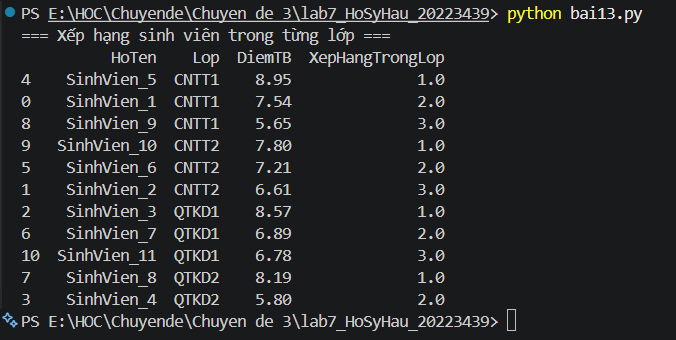 PS E:\HOC\Chuyende\Chuyen de 3\lab7_HoSyHau_20223439> python bai13.py
=== Xếp hạng sinh viên trong từng lớp ===
HoTen Lop DiemTB XepHangTrongLop
4 SinhVien_5 CNTT1 8.95 1.0
0 SinhVien_1 CNTT1 7.54 2.0
8 SinhVien_9 CNTT1 5.65 3.0
9 SinhVien_10 CNTT2 7.80 1.0
5 SinhVien_6 CNTT2 7.21 2.0
1 SinhVien_2 CNTT2 6.61 3.0
2 SinhVien_3 QTKD1 8.57 1.0
6 SinhVien_7 QTKD1 6.89 2.0
10 SinhVien_11 QTKD1 6.78 3.0
7 SinhVien_8 QTKD2 8.19 1.0
3 SinhVien_4 QTKD2 5.80 2.0
PS E:\HOC\Chuyende\Chuyen de 3\lab7_HoSyHau_20223439>